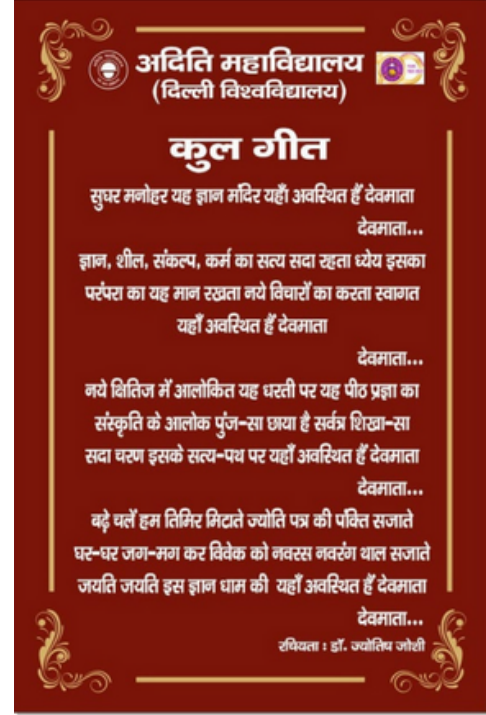 अदिति महाविद्यालय
(दिल्ली विश्वविद्यालय)
कुल गीत
सुघर मनोहर यह ज्ञान मंदिर यहाँ अवस्थित हैं देवमाता
देवमाता...
ज्ञान, शील, संकल्प, कर्म का सत्य सदा रहता ध्येय इसका
परंपरा का यह मान रखता नये विचारों का करता स्वागत
यहाँ अवस्थित हैं देवमाता
देवमाता...
नये क्षितिज में आलोकित यह धरती पर यह पीठ प्रज्ञा का
संस्कृति के आलोक पुंज-सा छाया है सर्वत्र शिखा-सा
सदा चरण इसके सत्य-पथ पर यहाँ अवस्थित हैं देवमाता
देवमाता...
बढ़े चलें हम तिमिर मिटाते ज्योति पत्र की पंक्ति सजाते
घर-घर जग-मग कर विवेक को नवरस नवरंग थाल सजाते
जयति जयति इस ज्ञान धाम की यहाँ अवस्थित हैं देवमाता
देवमाता...
रचियता : डॉ. ज्योतिष जोशी